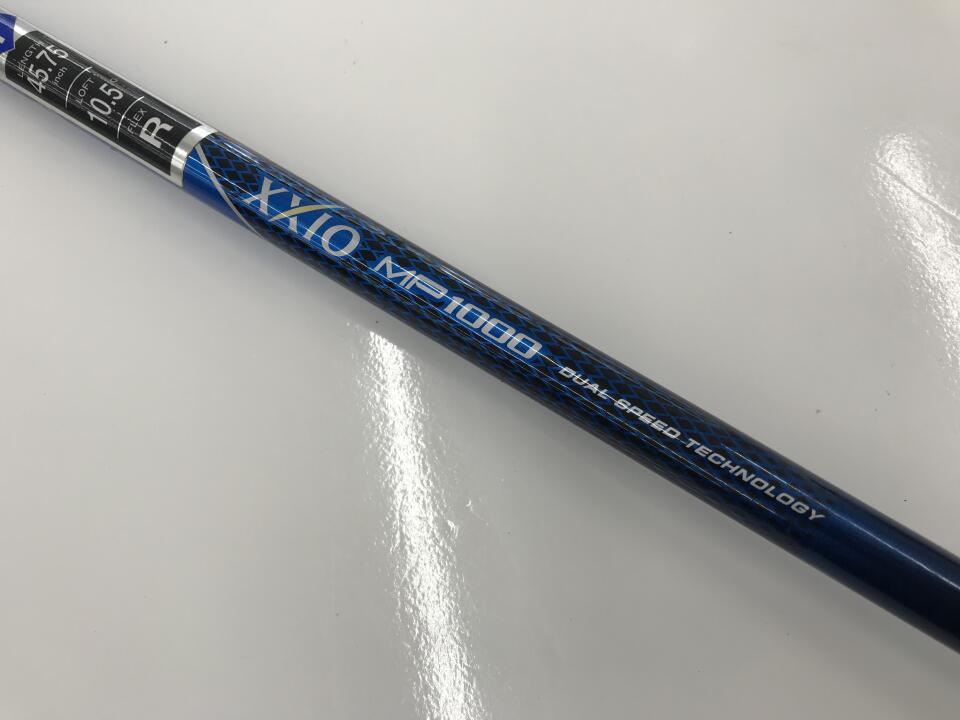 LENGTH
45.75
inch
LOFT
10.5
FLEX
R
XXIO MP1000 DUAL SPEED TECHNOLOGY